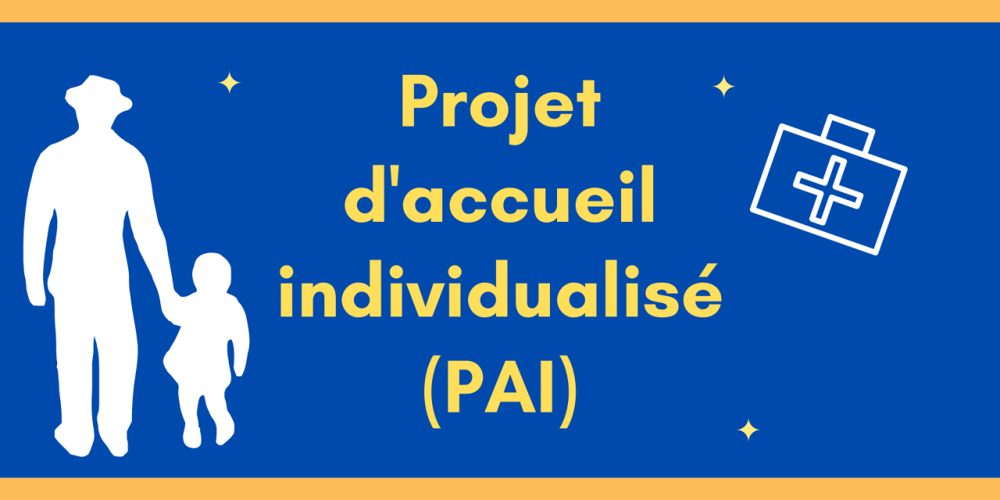 Projet
d'accueil
individualisé
(PAI)